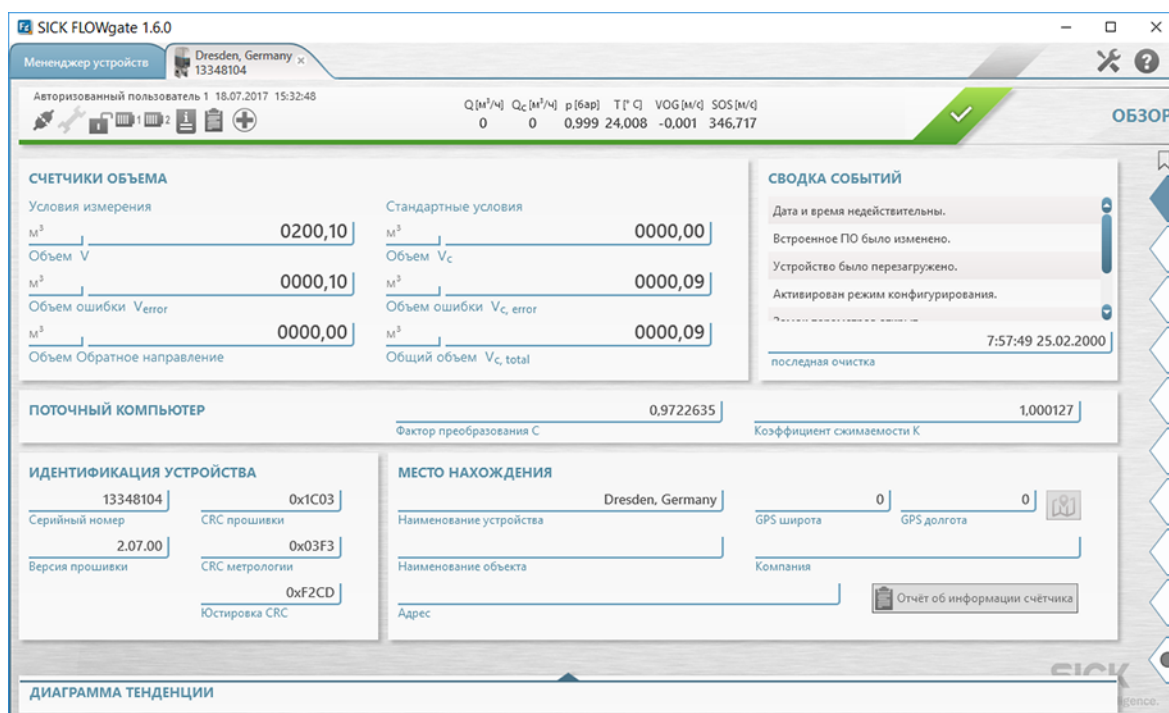 SICK FLOWgate 1.6.0
Мененджер устройств
Dresden, Germany
13348104
Авторизованный пользователь 1 18.07.2017 15:32:48
Q [м³/ч] Qc [м³/ч] p [бар] T [° C] VOG [м/с] SOS [м/с]
0 0 0,999 24,008 -0,001 346,717
ОБЗОР
СЧЕТЧИКИ ОБЪЕМА
Условия измерения
Стандартные условия
м³ 0200,10
м³ 0000,00
Объем V
Объем Vc
м³ 0000,10
м³ 0000,09
Объем ошибки Verror
Объем ошибки Vc, error
м³ 0000,00
м³ 0000,09
Объем Обратное направление
Общий объем Vc, total
СВОДКА СОБЫТИЙ
Дата и время недействительны.
Встроенное ПО было изменено.
Устройство было перезагружено.
Активирован режим конфигурирования.
7:57:49 25.02.2000
последная очистка
ПОТОЧНЫЙ КОМПЬЮТЕР
0,9722635
1,000127
Фактор преобразования C
Коэффициент сжимаемости K
ИДЕНТИФИКАЦИЯ УСТРОЙСТВА
13348104
0x1C03
Серийный номер
CRC прошивки
2.07.00
0x03F3
Версия прошивки
CRC метрологии
0xF2CD
Юстировка CRC
МЕСТО НАХОЖДЕНИЯ
Dresden, Germany
0
0
Наименование устройства
GPS широта
GPS долгота
Наименование объекта
Компания
Адрес
Отчёт об информации счётчика
SICK
ДИАГРАММА ТЕНДЕНЦИИ